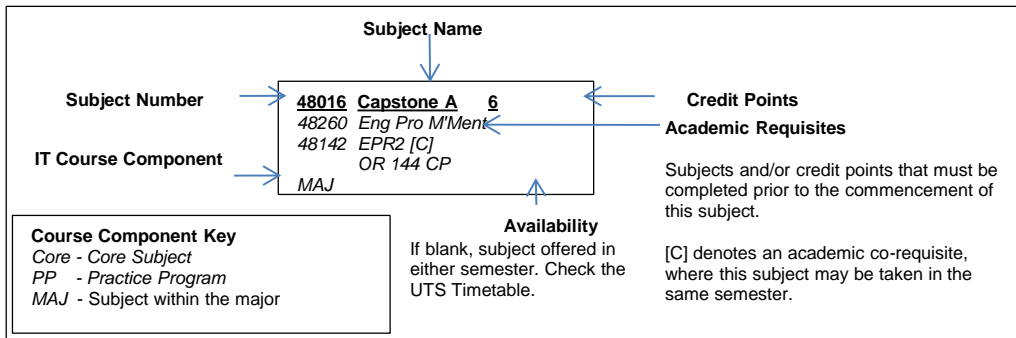 Subject Name
Subject Number
IT Course Component
48016 Capstone A 6
48260 Eng Pro M'Ment
48142 EPR2 [C]
OR 144 CP
MAJ
Credit Points
Academic Requisites
Subjects and/or credit points that must be
completed prior to the commencement of
this subject.
[C] denotes an academic co-requisite,
where this subject may be taken in the
same semester.
Availability
If blank, subject offered in
either semester. Check the
UTS Timetable.
Course Component Key
Core - Core Subject
PP - Practice Program
MAJ - Subject within the major